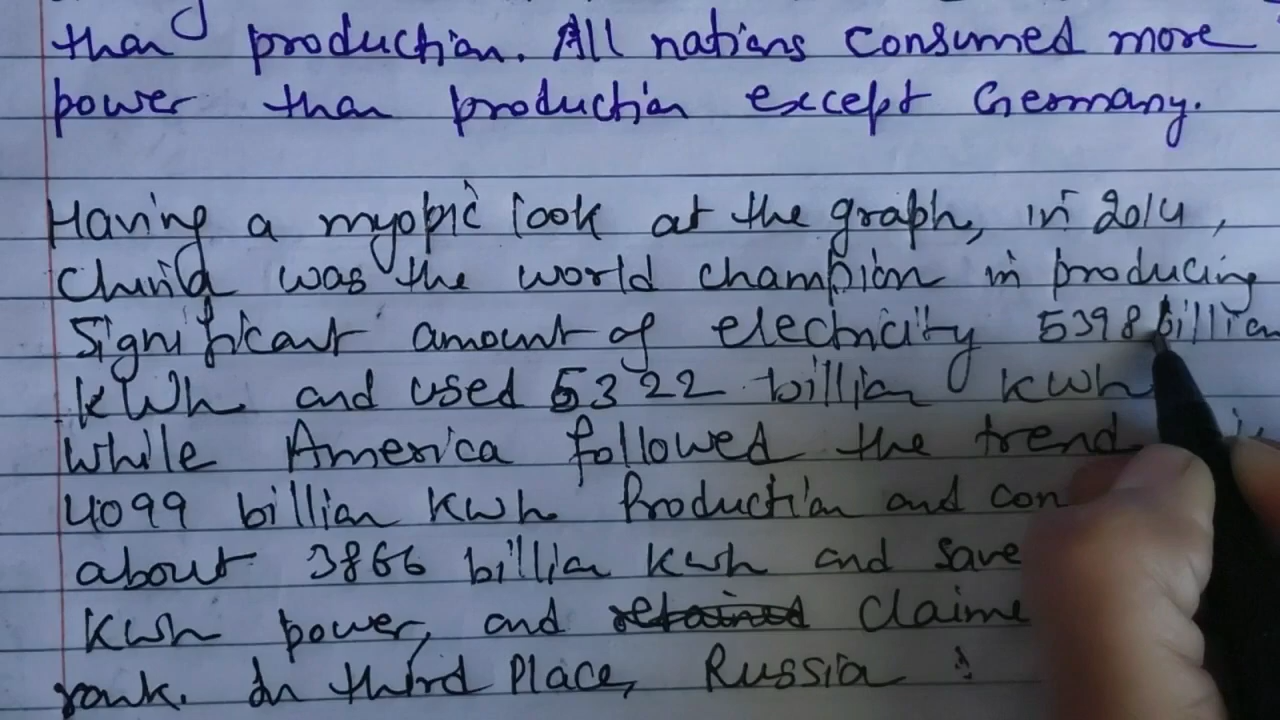 than production. All nations consumed more
power than production except Germany.
Having a myopic look at the graph, in 2014,
China was the world champion in producing
Significant amount of electricity 5398 billion
kWh and used 5322 billion kwh
While America followed the trend
4099 billion kwh Production and con
about 3866 billion kwh and save
kwh power, and retained Claime
rank. In third Place, Russia